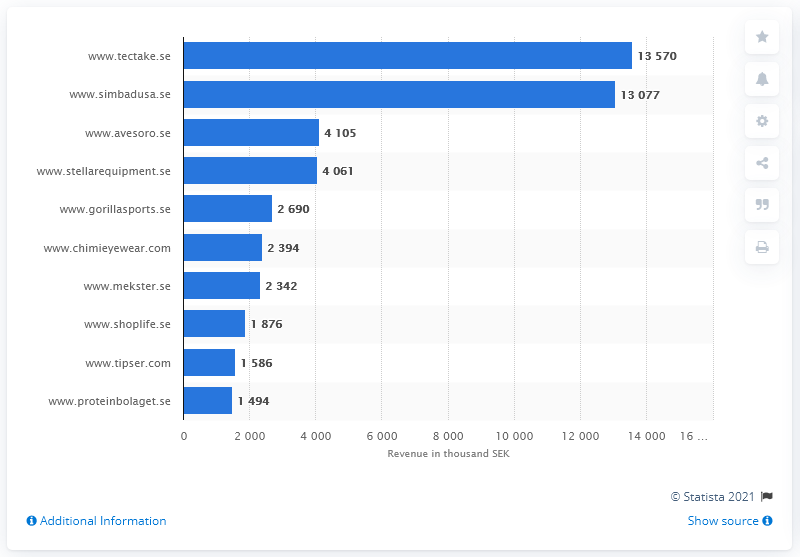 www.tectake.se 13 570
www.simbadusa.se 13 077
www.avesoro.se 4 105
www.stellarequipment.se 4 061
www.gorillasports.se 2 690
www.chimieyewear.com 2 394
www.mekster.se 2 342
www.shoplife.se 1 876
www.tipser.com 1 586
www.proteinbolaget.se 1 494
0 2 000 4 000 6 000 8 000 10 000 12 000 14 000 16 ...
Revenue in thousand SEK
© Statista 2021
Additional Information Show source